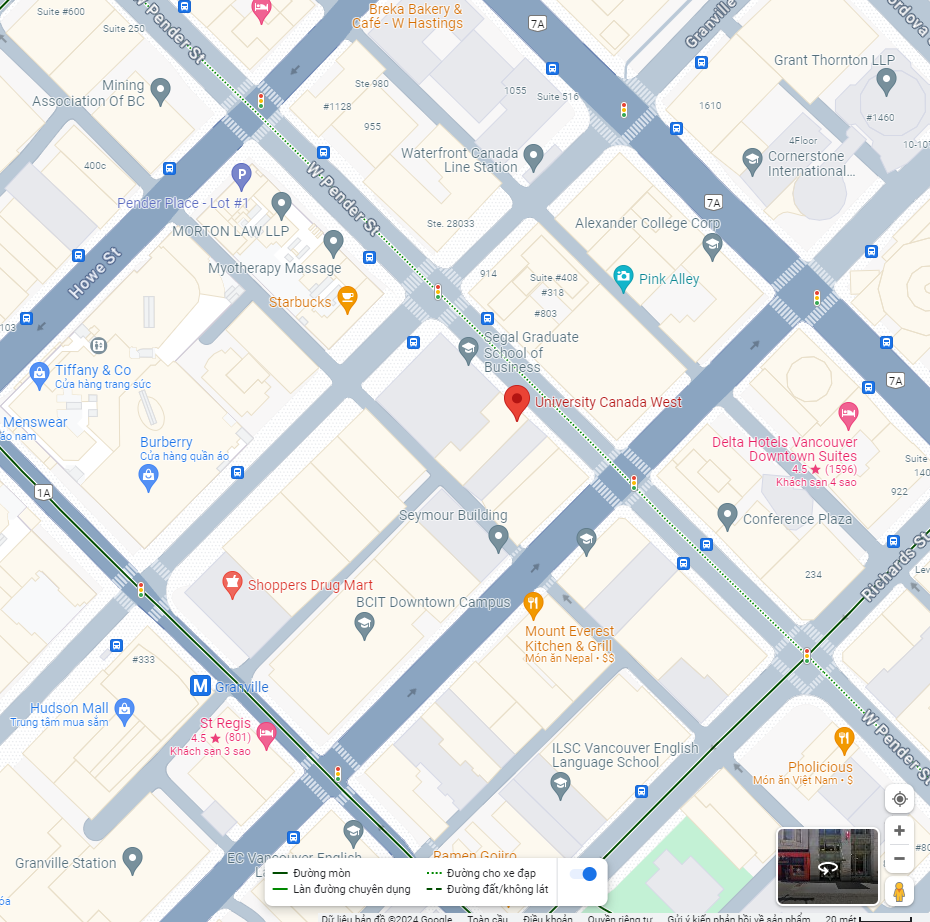 Suite #600
Suite 250
W Pender St
Breka Bakery &
Café - W Hastings
7A
Granville
Mining
Association Of BC
#1128
955
Ste 980
1055
Suite 516
1610
Grant Thornton LLP
#1460
4Floor
Cornerstone
International...
10-10
400c
Pender Place - Lot #1
MORTON LAW LLP
Waterfront Canada
Line Station
W Pender St
7A
Ste. 28033
Alexander College Corp
Howe St
Myotherapy Massage
Starbucks
914
Suite #408
#318
#803
Pink Alley
103
Segal Graduate
School of
Business
Tiffany & Co
Cửa hàng trang sức
University Canada West
7A
Menswear
áo nam
Burberry
Cửa hàng quần áo
Delta Hotels Vancouver
Downtown Suites
4.5 ★ (1596)
Khách sạn 4 sao
Suite
140
922
1A
Seymour Building
Conference Plaza
Richards St
Shoppers Drug Mart
BCIT Downtown Campus
234
Lev
Mount Everest
Kitchen & Grill
Món ăn Nepal • $$
#333
M Granville
Hudson Mall
Trung tâm mua sắm
St Regis
4.5 ★ (801)
Khách sạn 3 sao
ILSC Vancouver English
Language School
W Pender St
Pholicious
Món ăn Việt Nam • $
Granville Station
EC Vancouver English
Ramen Gojiro
#80
Đường mòn
Đường cho xe đạp
Làn đường chuyên dụng
Đường đất/không lát
hóa
Dữ liệu bản đồ ©2024 Google
Toàn cầu
Điều khoản
Quyền riêng tư
Gửi ý kiến phản hồi về sản phẩm
20 mét